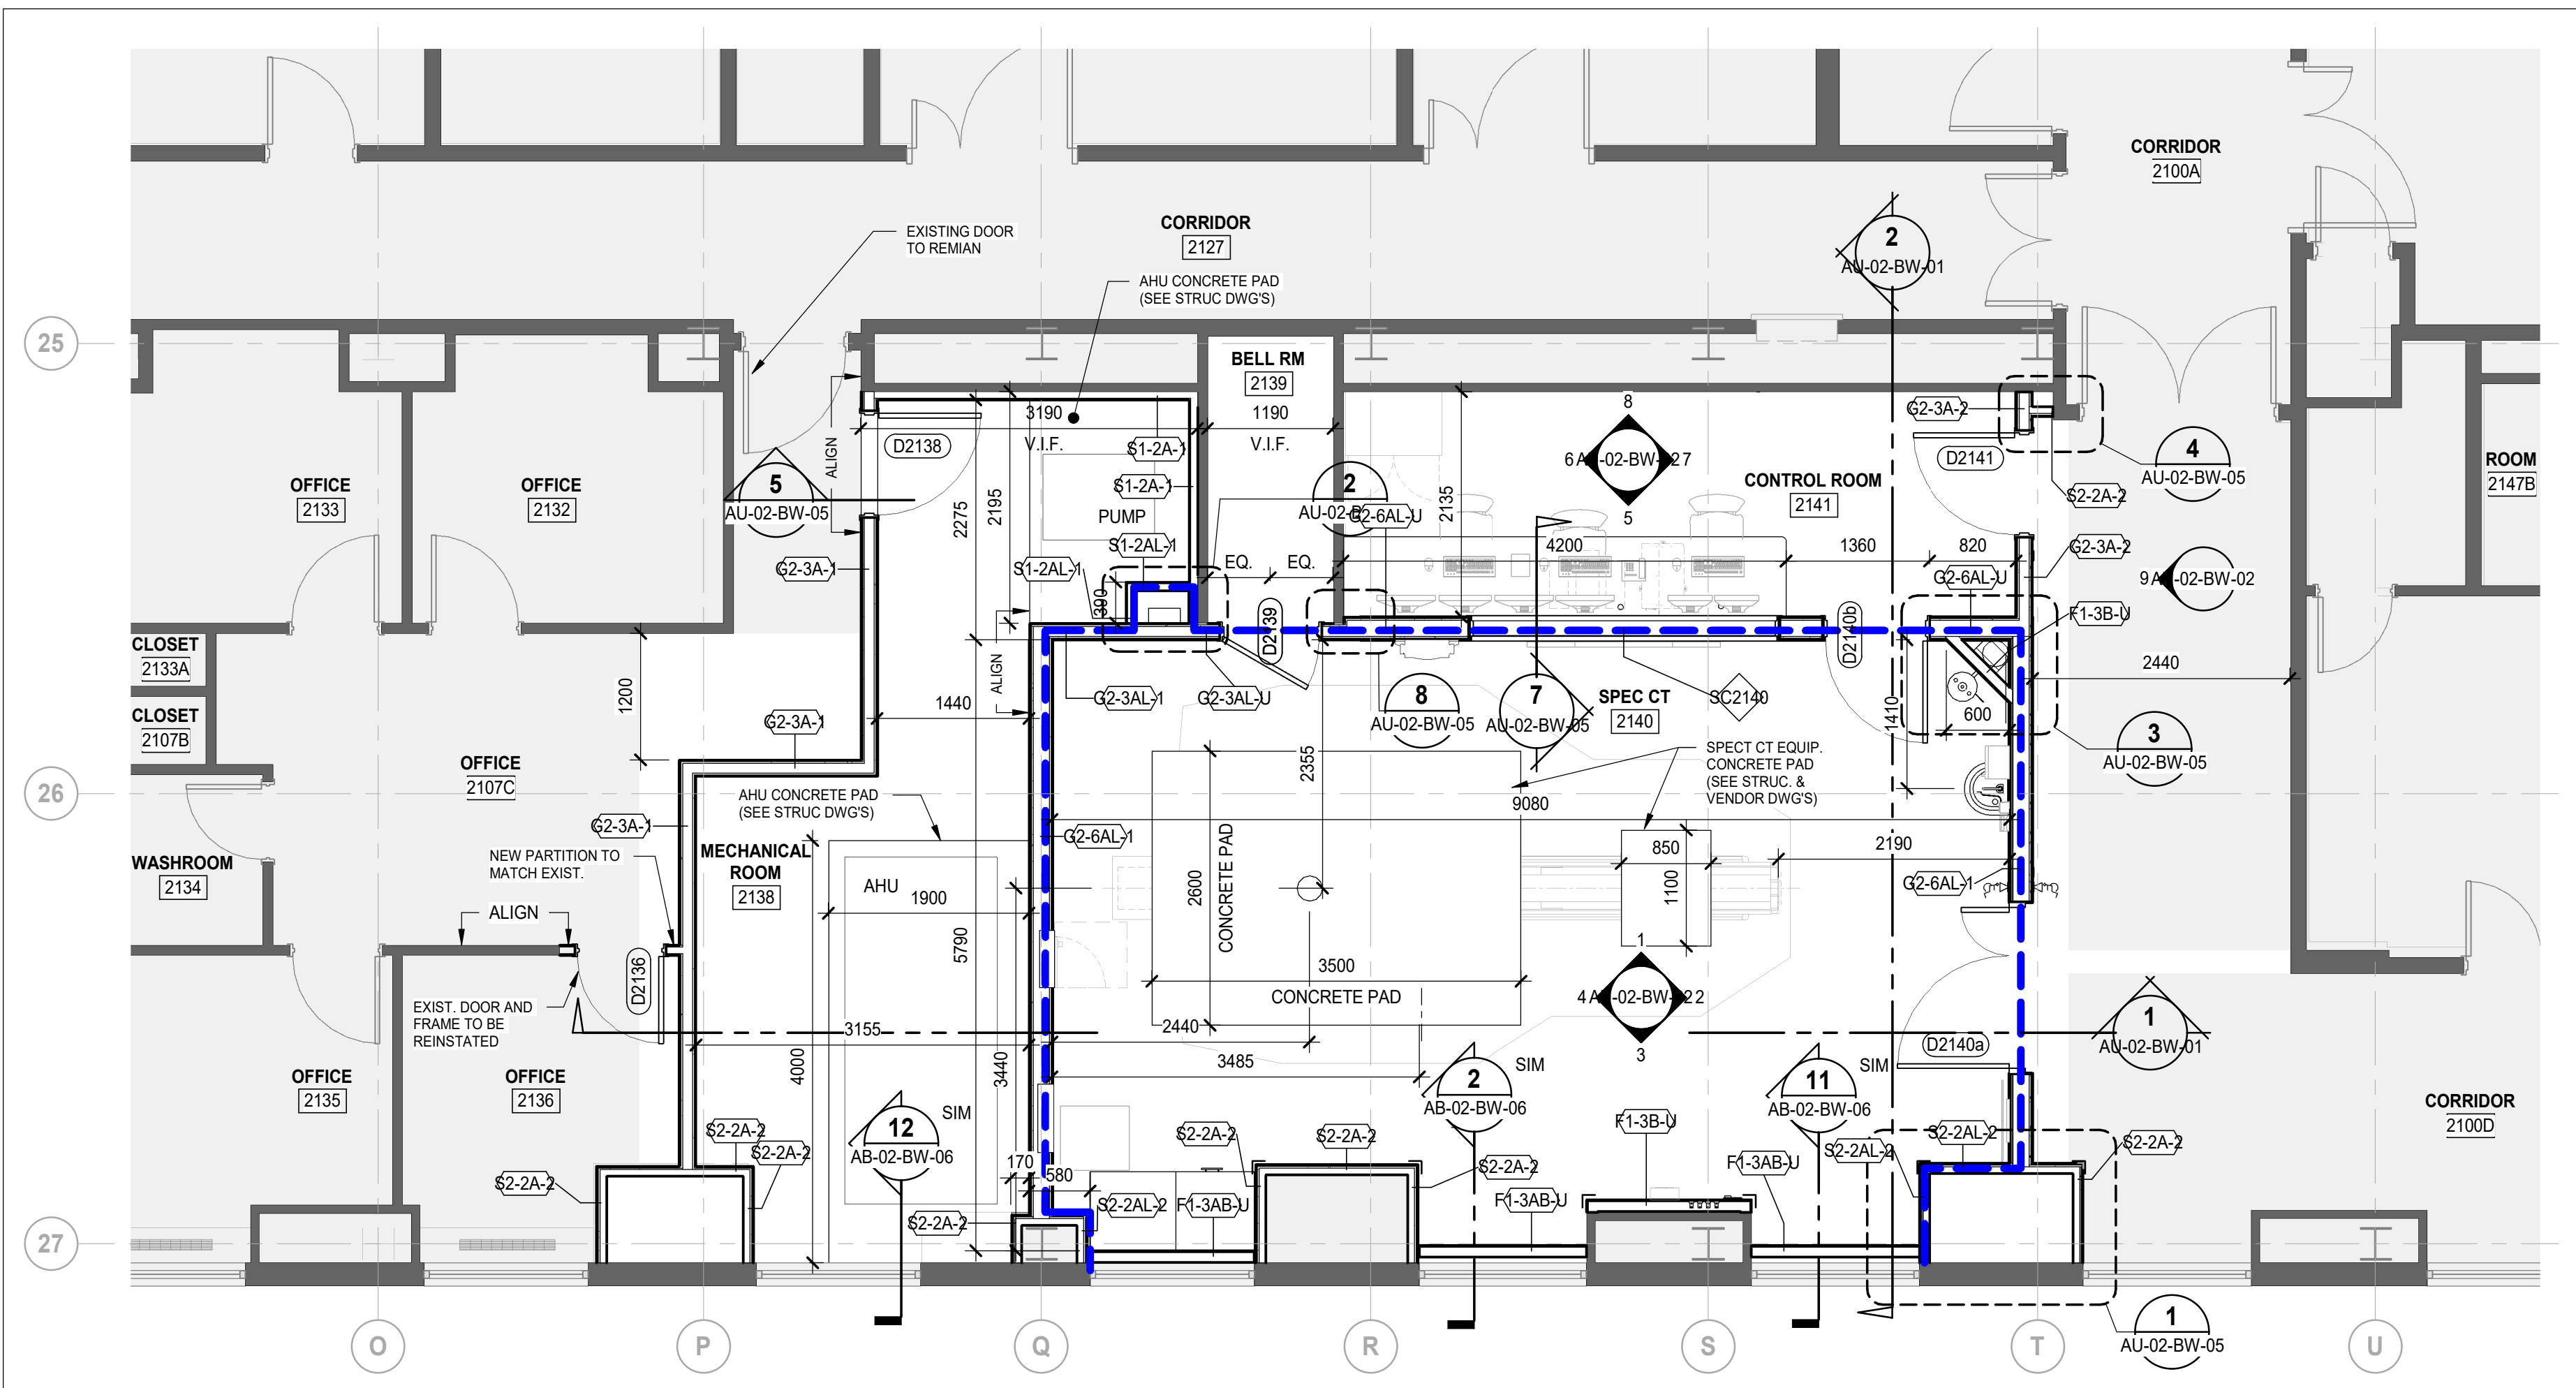 CORRIDOR
2100A
CORRIDOR
2127
EXISTING DOOR
TO REMIAN
AHU CONCRETE PAD
(SEE STRUC DWG'S)
2
AU-02-BW-01
25
BELL RM
2139
3190
V.I.F.
1190
V.I.F.
D2138
ALIGN
S1-2A-1
S1-2A-1
PUMP
S1-2AL-1
S1-2AL-1
390
2275
2195
2135
8
7
5
6
CONTROL ROOM
2141
G2-3A-2
D2141
4
AU-02-BW-05
S2-2A-2
ROOM
2147B
OFFICE
2133
OFFICE
2132
5
AU-02-BW-05
2
G2-6AL-U
G2-3A-1
EQ.
EQ.
4200
1360
820
G2-6AL-U
G2-3A-2
9
F1-3B-U
CLOSET
2133A
CLOSET
2107B
1200
G2-3A-1
1440
ALIGN
G2-3AL-1
G2-3AL-U
D2139
D2140b
8
AU-02-BW-05
7
AU-02-BW-05
SPEC CT
2140
SC2140
1410
600
2440
3
AU-02-BW-05
SPECT CT EQUIP.
CONCRETE PAD
(SEE STRUC. &
VENDOR DWG'S)
OFFICE
2107C
26
AHU CONCRETE PAD
(SEE STRUC DWG'S)
2355
9080
G2-3A-1
G2-6AL-1
NEW PARTITION TO
MATCH EXIST.
MECHANICAL
ROOM
2138
WASHROOM
2134
AHU
1900
2600
CONCRETE PAD
850
1100
2190
G2-6AL-1
ALIGN
5790
3500
CONCRETE PAD
D2136
1
4
2
3
EXIST. DOOR AND
FRAME TO BE
REINSTATED
3155
2440
3485
4000
3440
1
AU-02-BW-01
D2140a
OFFICE
2135
OFFICE
2136
SIM
12
AB-02-BW-06
SIM
2
AB-02-BW-06
SIM
11
AB-02-BW-06
CORRIDOR
2100D
S2-2A-2
S2-2A-2
S2-2A-2
170
580
S2-2A-2
S2-2AL-2
F1-3AB-U
S2-2A-2
S2-2A-2
S2-2A-2
F1-3AB-U
F1-3B-U
F1-3AB-U
S2-2AL-2
S2-2AL-2
S2-2A-2
27
O
P
Q
R
S
T
U
1
AU-02-BW-05